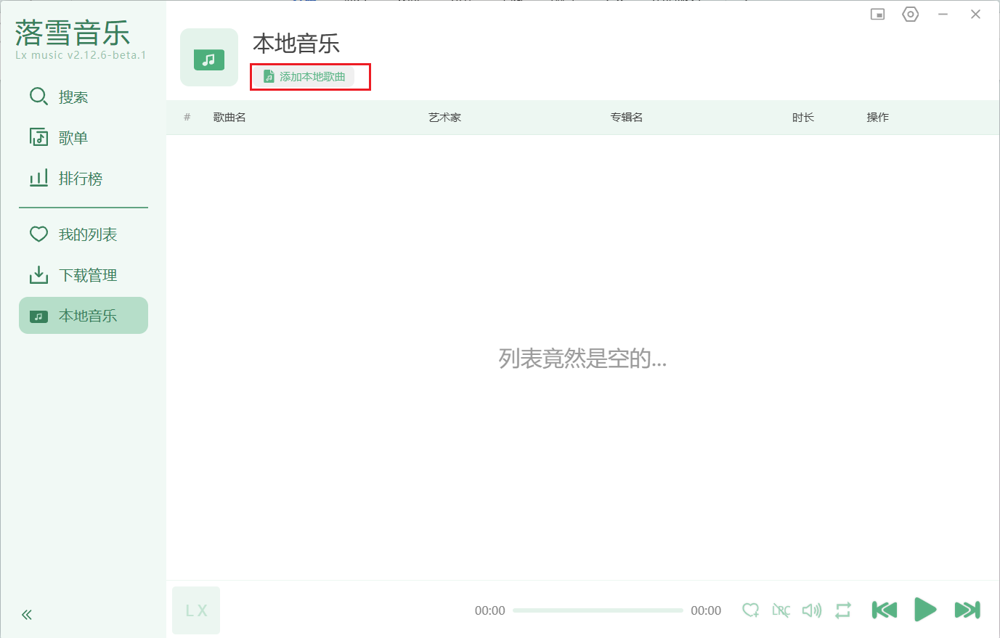 落雪音乐
Lx music v2.12.6-beta.1
搜索
歌单
排行榜
我的列表
下载管理
本地音乐
本地音乐
添加本地歌曲
# 歌曲名 艺术家 专辑名 时长 操作
列表竟然是空的...
LX
00:00 00:00
LRC